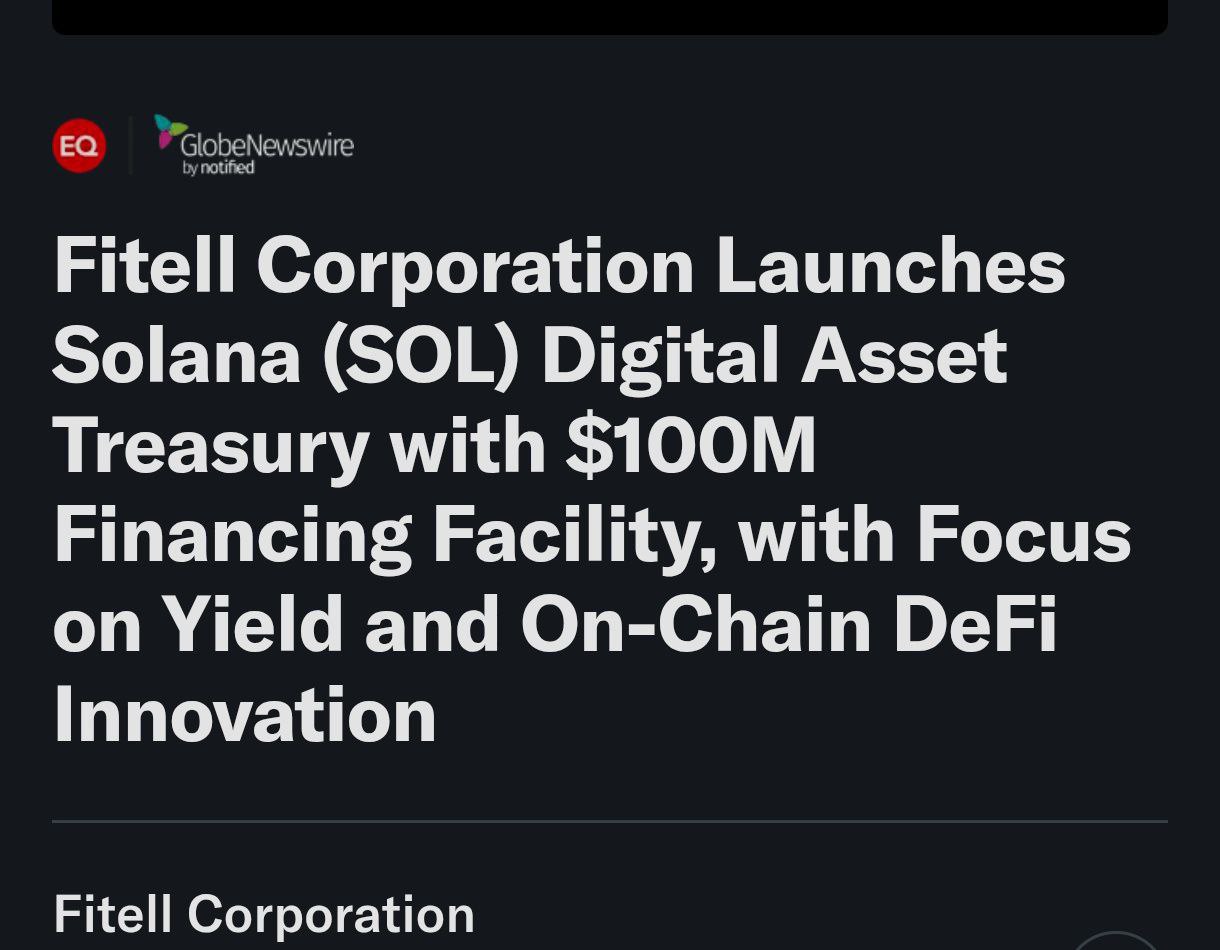 EQ
GlobeNewswire
by notified
Fitell Corporation Launches
Solana (SOL) Digital Asset
Treasury with $100M
Financing Facility, with Focus
on Yield and On-Chain DeFi
Innovation
Fitell Corporation